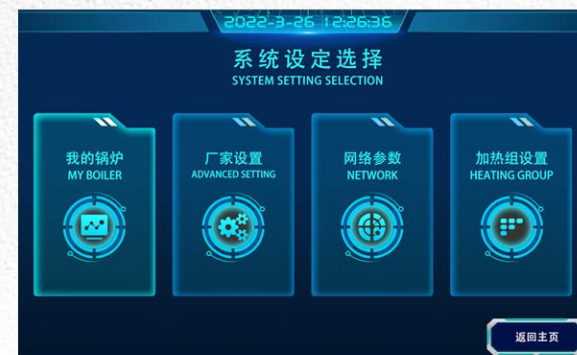 2022-3-26 12:26:36
系统设定选择
SYSTEM SETTING SELECTION
我的锅炉
MY BOILER
厂家设置
ADVANCED SETTING
网络参数
NETWORK
加热组设置
HEATING GROUP
返回主页